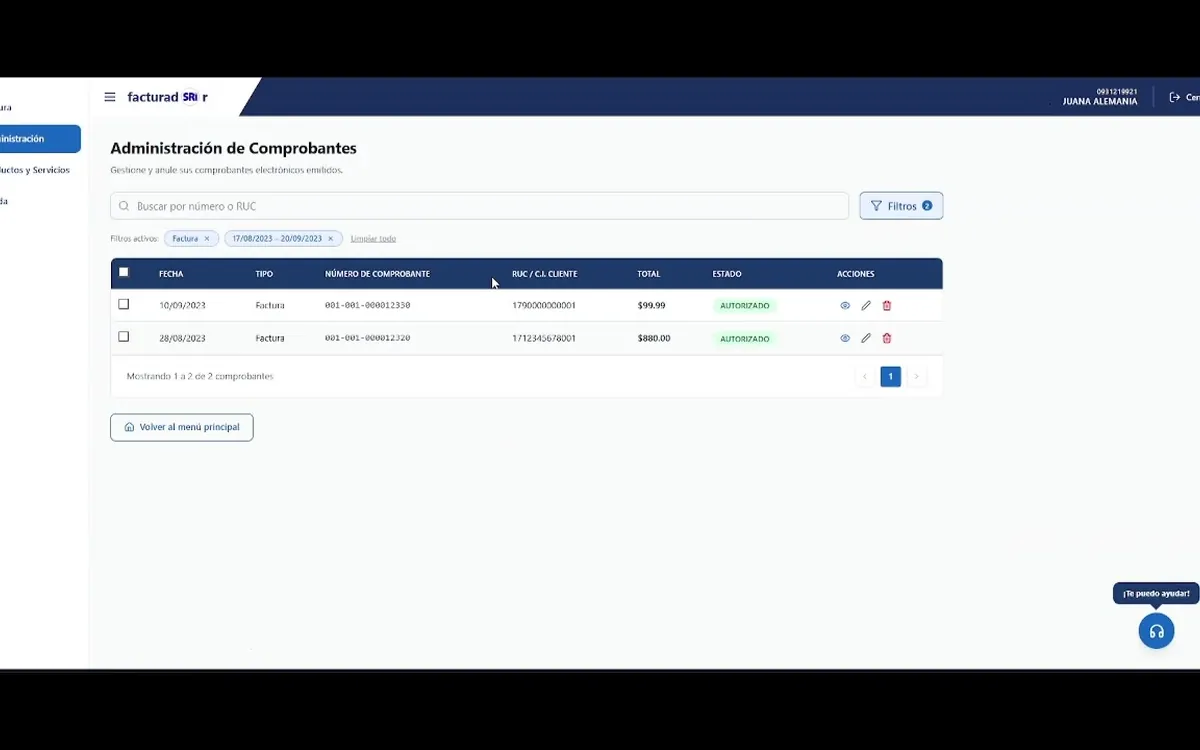 ura
inistración
uctos y Servicios
da
facturad SRi r
0931219921
JUANA ALEMANIA
Cer
Administración de Comprobantes
Gestione y anule sus comprobantes electrónicos emitidos.
Buscar por número o RUC
Filtros 2
Filtros activos: Factura × 17/08/2023 - 20/09/2023 × Limpiar todo
FECHA TIPO NÚMERO DE COMPROBANTE RUC / C.I. CLIENTE TOTAL ESTADO ACCIONES
10/09/2023 Factura 001-001-000012330 1790000000001 $99.99 AUTORIZADO
28/08/2023 Factura 001-001-000012320 1712345678001 $880.00 AUTORIZADO
Mostrando 1 a 2 de 2 comprobantes
‹ 1 ›
Volver al menú principal
¡Te puedo ayudar!